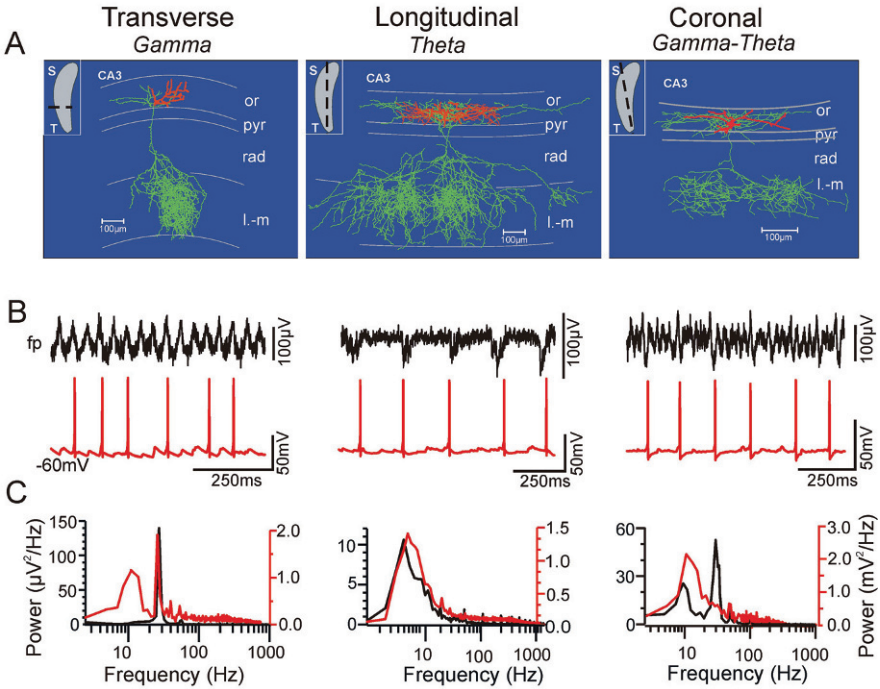 Transverse
Gamma
Longitudinal
Theta
Coronal
Gamma-Theta
A
S
T
CA3
or
pyr
rad
l.-m
100µm
S
T
CA3
or
pyr
rad
l.-m
100µm
S
T
CA3
or
pyr
rad
l.-m
100µm
B
fp
100µV
100µV
100µV
-60mV
50mV
250ms
50mV
250ms
50mV
250ms
C
Power (µV²/Hz)
150
100
50
0
2.0
1.0
0.0
10 100 1000
Frequency (Hz)
10
5
0
1.5
1.0
0.5
0.0
10 100 1000
Frequency (Hz)
60
30
0
3.0
2.0
1.0
0.0
10 100 1000
Frequency (Hz)
Power (mV²/Hz)